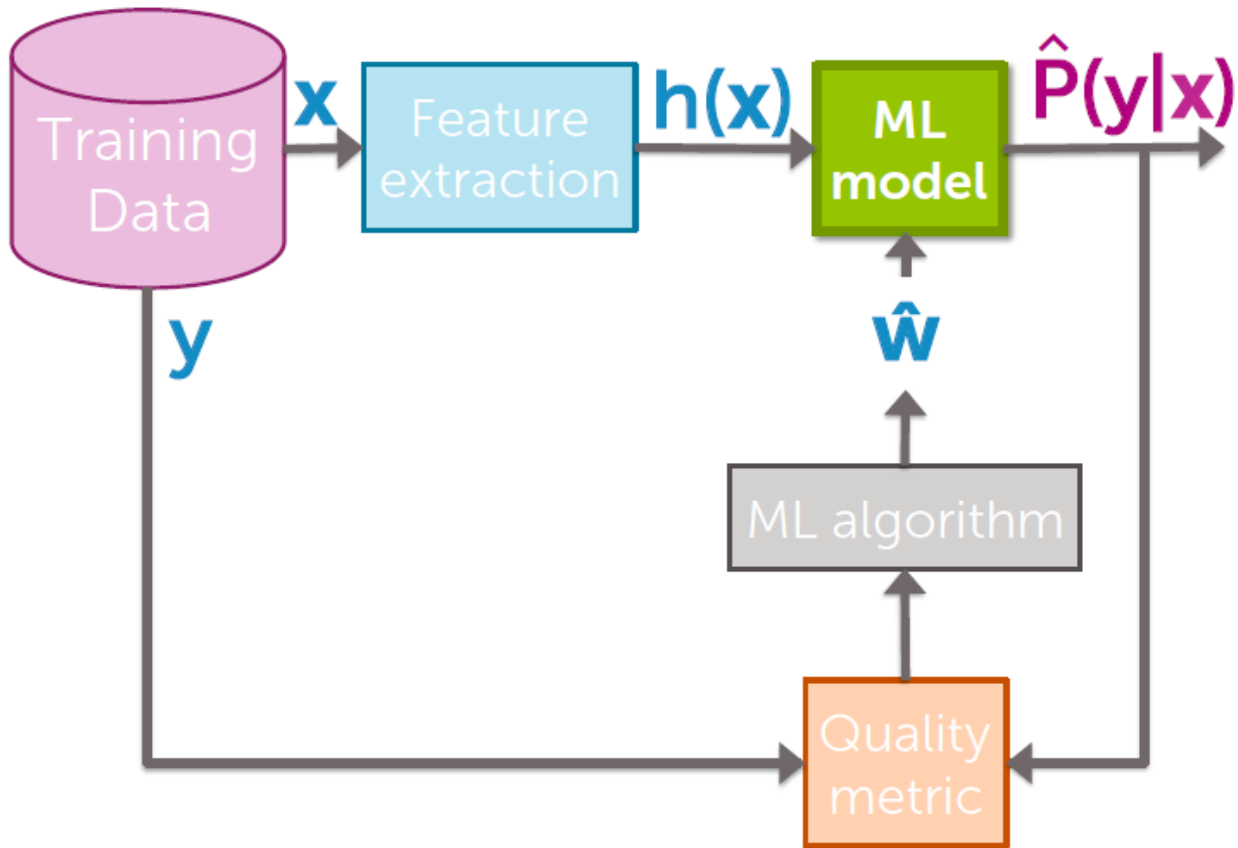 Training
Data
x
Feature
extraction
h(x)
ML
model
P̂(y|x)
y
ŵ
ML algorithm
Quality
metric